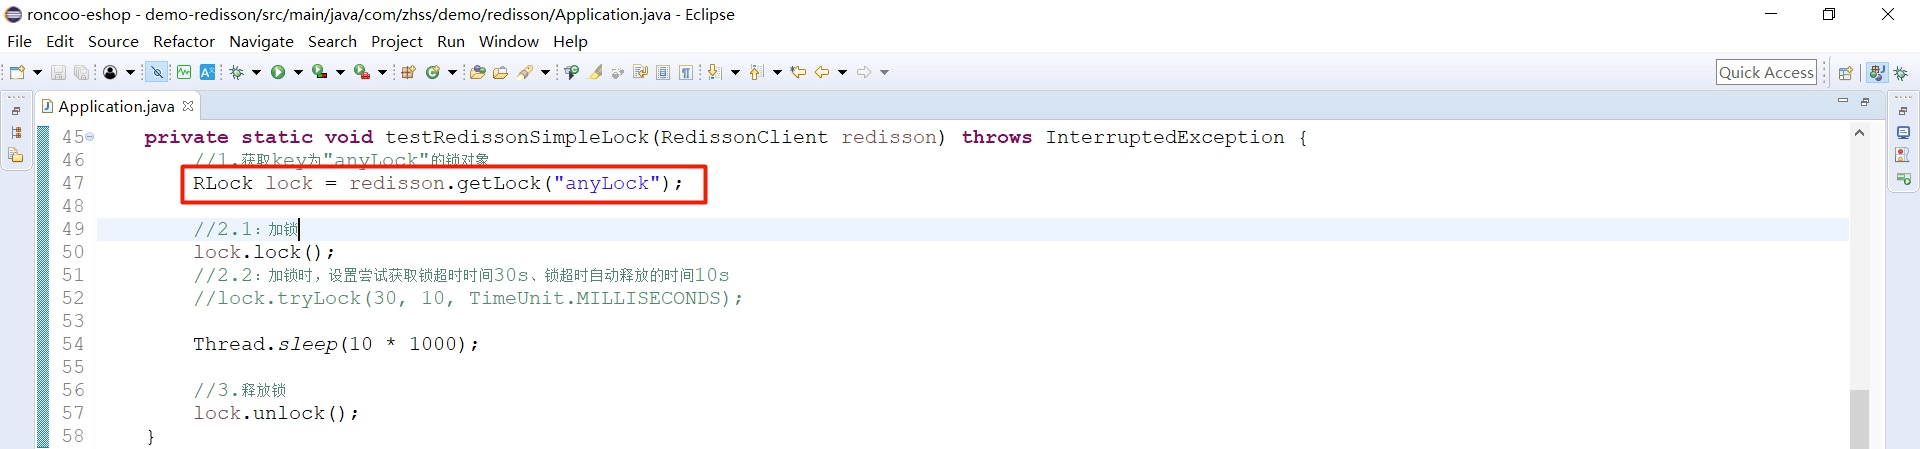 roncoo-eshop - demo-redisson/src/main/java/com/zhss/demo/redisson/Application.java - Eclipse
File Edit Source Refactor Navigate Search Project Run Window Help
Quick Access
Application.java
45 private static void testRedissonSimpleLock(RedissonClient redisson) throws InterruptedException {
46 //1.获取key为"anyLock"的锁对象
47 RLock lock = redisson.getLock("anyLock");
48
49 //2.1：加锁
50 lock.lock();
51 //2.2：加锁时，设置尝试获取锁超时时间30s、锁超时自动释放的时间10s
52 //lock.tryLock(30, 10, TimeUnit.MILLISECONDS);
53
54 Thread.sleep(10 * 1000);
55
56 //3.释放锁
57 lock.unlock();
58 }